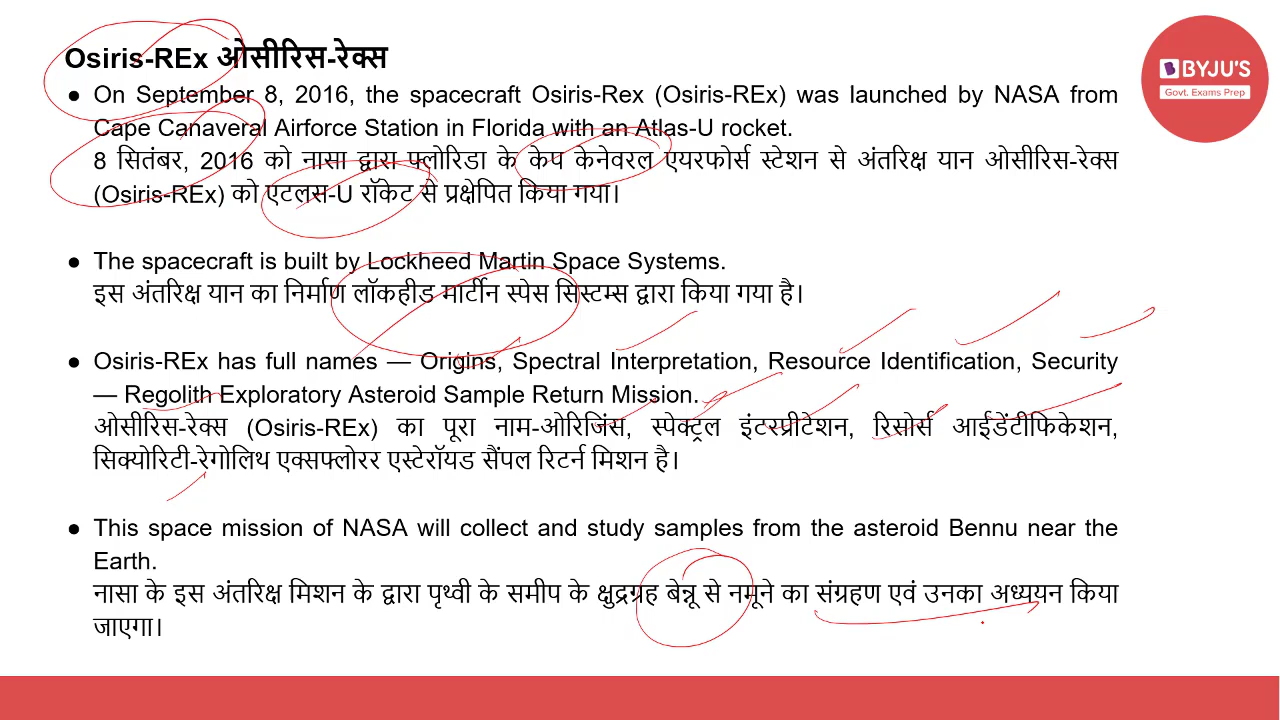 Osiris-REx ओसीरिस-रेक्स
BYJU'S
Govt. Exams Prep
● On September 8, 2016, the spacecraft Osiris-Rex (Osiris-REx) was launched by NASA from
Cape Canaveral Airforce Station in Florida with an Atlas-U rocket.
8 सितंबर, 2016 को नासा द्वारा फ्लोरिडा के केप केनेवरल एयरफोर्स स्टेशन से अंतरिक्ष यान ओसीरिस-रेक्स
(Osiris-REx) को एटलस-U रॉकेट से प्रक्षेपित किया गया।
● The spacecraft is built by Lockheed Martin Space Systems.
इस अंतरिक्ष यान का निर्माण लॉकहीड मार्टीन स्पेस सिस्टम्स द्वारा किया गया है।
● Osiris-REx has full names — Origins, Spectral Interpretation, Resource Identification, Security
— Regolith Exploratory Asteroid Sample Return Mission.
ओसीरिस-रेक्स (Osiris-REx) का पूरा नाम-ओरिजिंस, स्पेक्ट्रल इंटरप्रीटेशन, रिसोर्स आईडेंटीफिकेशन,
सिक्योरिटी-रेगोलिथ एक्सफ्लोरर एस्टेरॉयड सैंपल रिटर्न मिशन है।
● This space mission of NASA will collect and study samples from the asteroid Bennu near the
Earth.
नासा के इस अंतरिक्ष मिशन के द्वारा पृथ्वी के समीप के क्षुद्रग्रह बेन्नू से नमूने का संग्रहण एवं उनका अध्ययन किया
जाएगा।